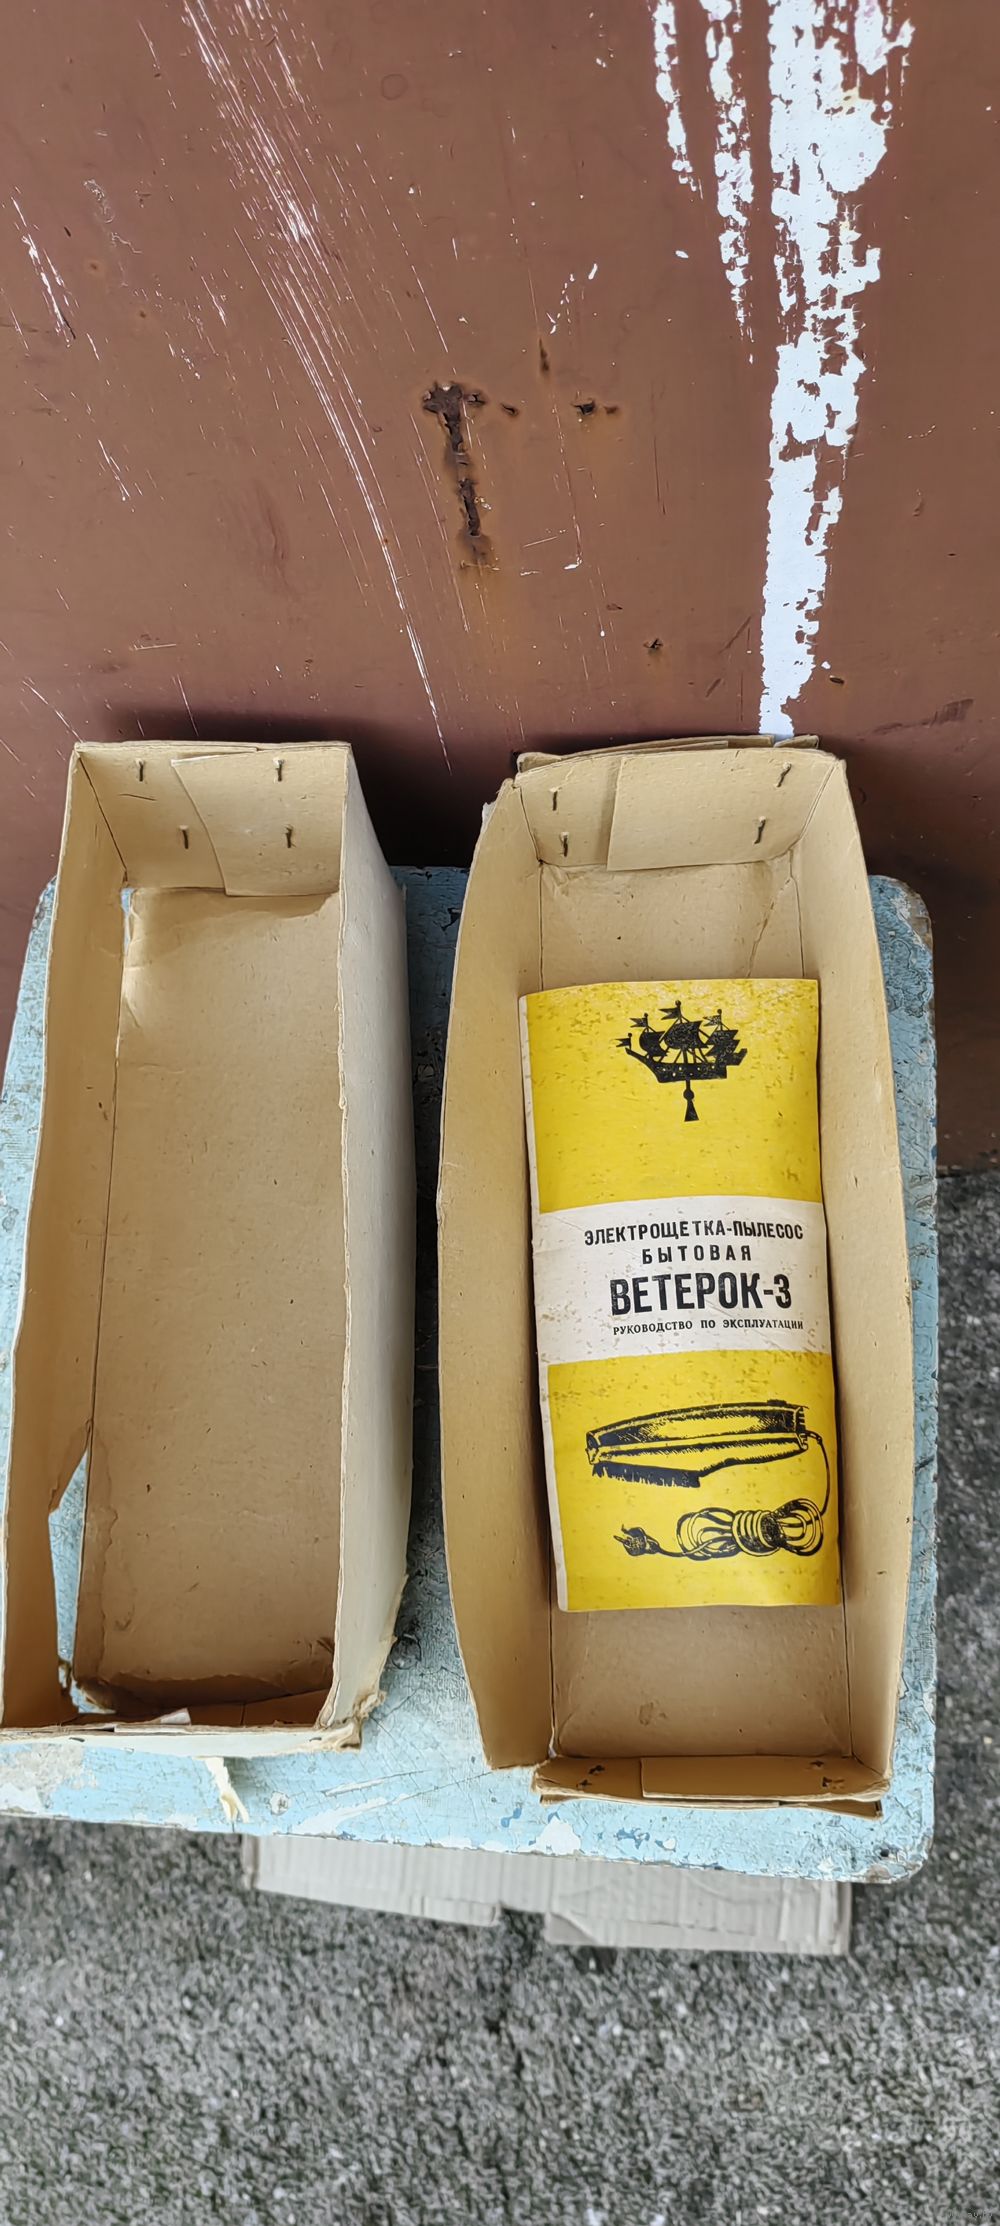 ЭЛЕКТРОЩЕТКА-ПЫЛЕСОС
БЫТОВАЯ
ВЕТЕРОК-3
РУКОВОДСТВО ПО ЭКСПЛУАТАЦИИ